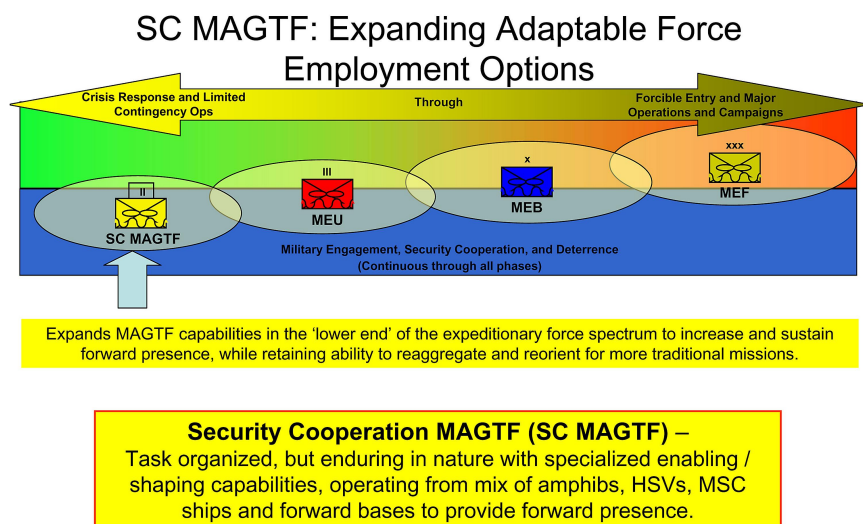 SC MAGTF: Expanding Adaptable Force
Employment Options
Crisis Response and Limited
Contingency Ops
Through
Forcible Entry and Major
Operations and Campaigns
II
SC MAGTF
III
MEU
x
MEB
xxx
MEF
Military Engagement, Security Cooperation, and Deterrence
(Continuous through all phases)
Expands MAGTF capabilities in the ‘lower end’ of the expeditionary force spectrum to increase and sustain
forward presence, while retaining ability to reaggregate and reorient for more traditional missions.
Security Cooperation MAGTF (SC MAGTF) –
Task organized, but enduring in nature with specialized enabling /
shaping capabilities, operating from mix of amphibs, HSVs, MSC
ships and forward bases to provide forward presence.